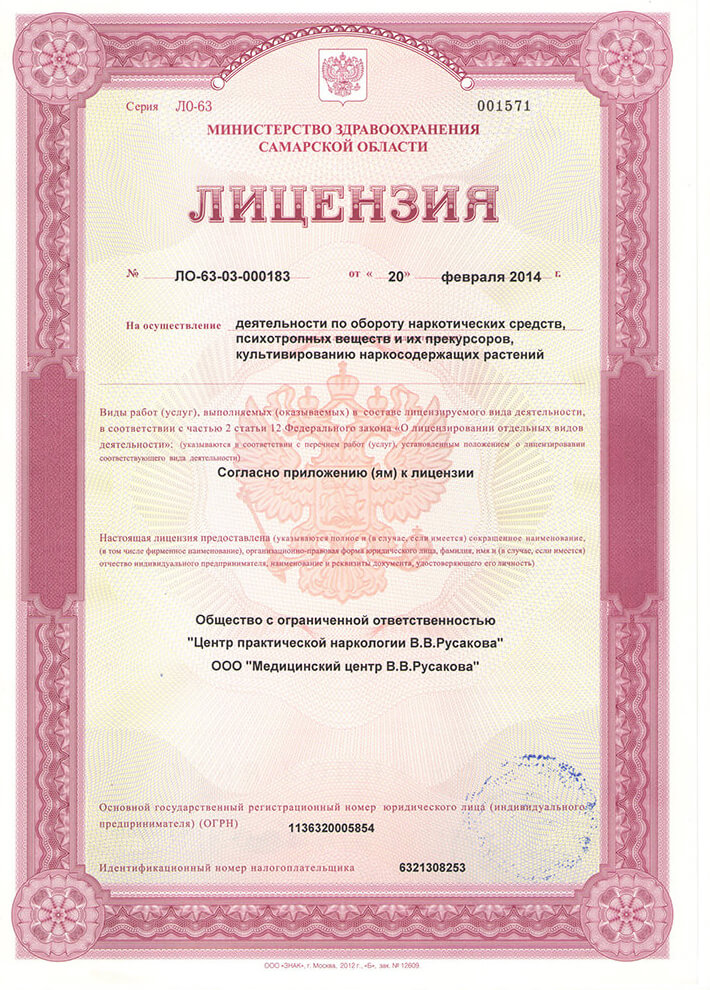 Серия ЛО-63 001571
МИНИСТЕРСТВО ЗДРАВООХРАНЕНИЯ
САМАРСКОЙ ОБЛАСТИ
ЛИЦЕНЗИЯ
№ ЛО-63-03-000183 от « 20» февраля 2014 г.
На осуществление деятельности по обороту наркотических средств,
психотропных веществ и их прекурсоров,
культивированию наркосодержащих растений
Виды работ (услуг), выполняемых (оказываемых) в составе лицензируемого вида деятельности,
в соответствии с частью 2 статьи 12 Федерального закона «О лицензировании отдельных видов
деятельности»: (указываются в соответствии с перечнем работ (услуг), установленным положением о лицензировании
соответствующего вида деятельности)
Согласно приложению (ям) к лицензии
Настоящая лицензия предоставлена (указываются полное и (в случае, если имеется) сокращенное наименование,
(в том числе фирменное наименование), организационно-правовая форма юридического лица, фамилия, имя и (в случае, если имеется)
отчество индивидуального предпринимателя, наименование и реквизиты документа, удостоверяющего его личность)
Общество с ограниченной ответственностью
"Центр практической наркологии В.В.Русакова"
ООО "Медицинский центр В.В.Русакова"
Основной государственный регистрационный номер юридического лица (индивидуального
предпринимателя) (ОГРН) 1136320005854
Идентификационный номер налогоплательщика 6321308253
ООО «ЗНАК», г. Москва, 2012 г., «Б», зак. № 12609